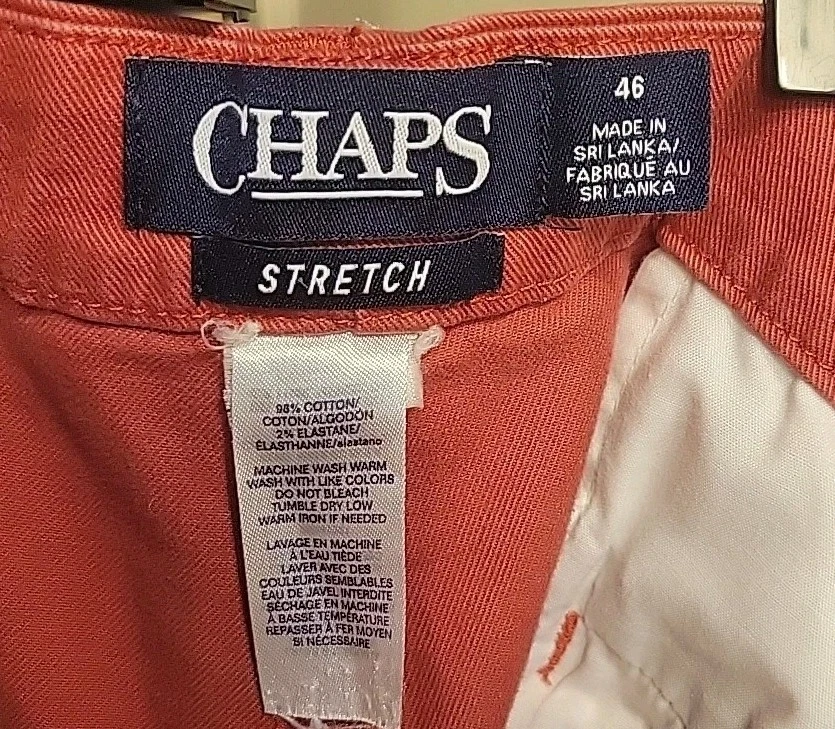 CHAPS
46
MADE IN
SRI LANKA/
FABRIQUÉ AU
SRI LANKA
STRETCH
98% COTTON/
COTON/ALGODÓN
2% ELASTANE/
ÉLASTHANNE/elastano
MACHINE WASH WARM
WASH WITH LIKE COLORS
DO NOT BLEACH
TUMBLE DRY LOW
WARM IRON IF NEEDED
LAVAGE EN MACHINE
À L'EAU TIÈDE
LAVER AVEC DES
COULEURS SEMBLABLES
EAU DE JAVEL INTERDITE
SÉCHAGE EN MACHINE
À BASSE TEMPÉRATURE
REPASSER À FER MOYEN
SI NÉCESSAIRE